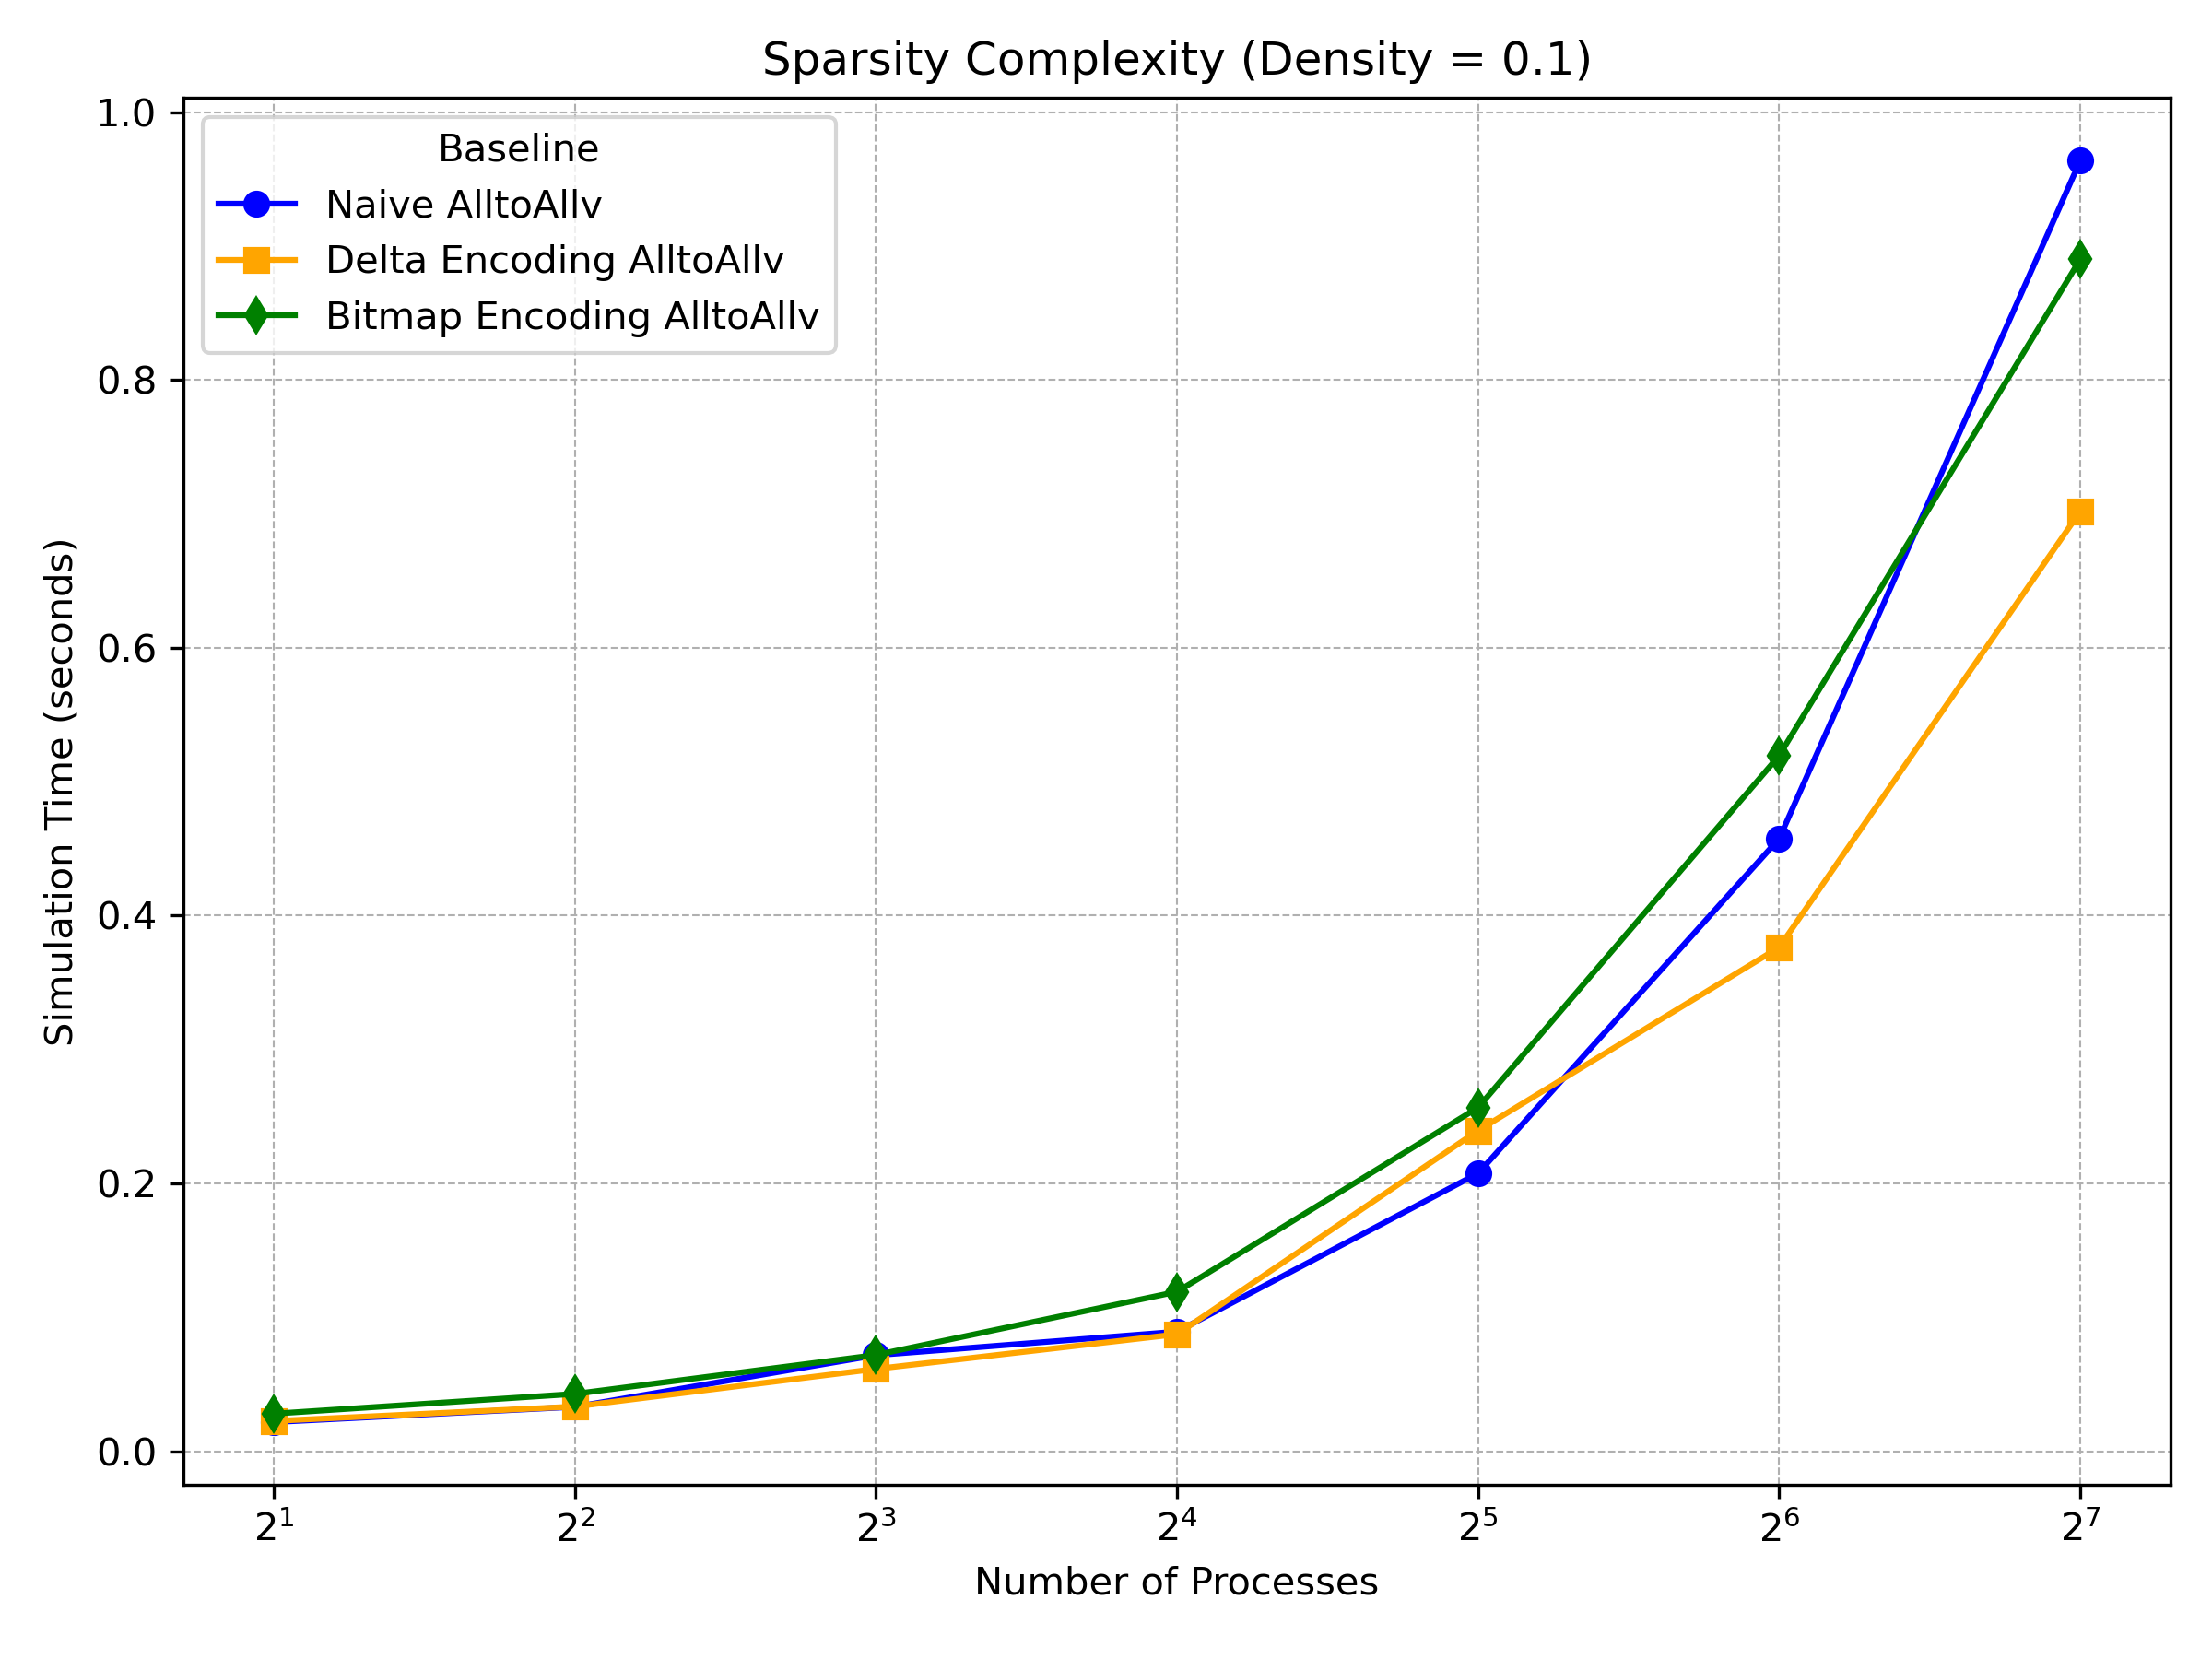 Sparsity Complexity (Density = 0.1)
Baseline
Naive AlltoAllv
Delta Encoding AlltoAllv
Bitmap Encoding AlltoAllv
1.0
0.8
0.6
0.4
0.2
0.0
Simulation Time (seconds)
2¹ 2² 2³ 2⁴ 2⁵ 2⁶ 2⁷
Number of Processes